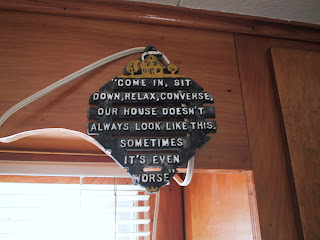 "COME IN, SIT
DOWN,RELAX,CONVERSE,
OUR HOUSE DOESN'T
ALWAYS LOOK LIKE THIS.
SOMETIMES
IT'S EVEN
WORSE"